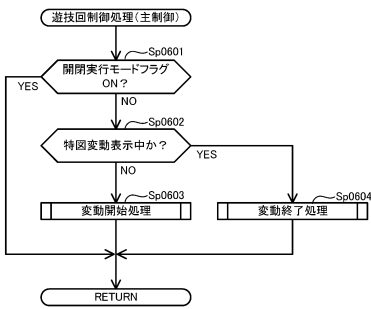 遊技回制御処理(主制御)
Sp0601
開閉実行モードフラグ
ON?
YES
NO
Sp0602
特図変動表示中か?
YES
NO
Sp0603
変動開始処理
Sp0604
変動終了処理
RETURN